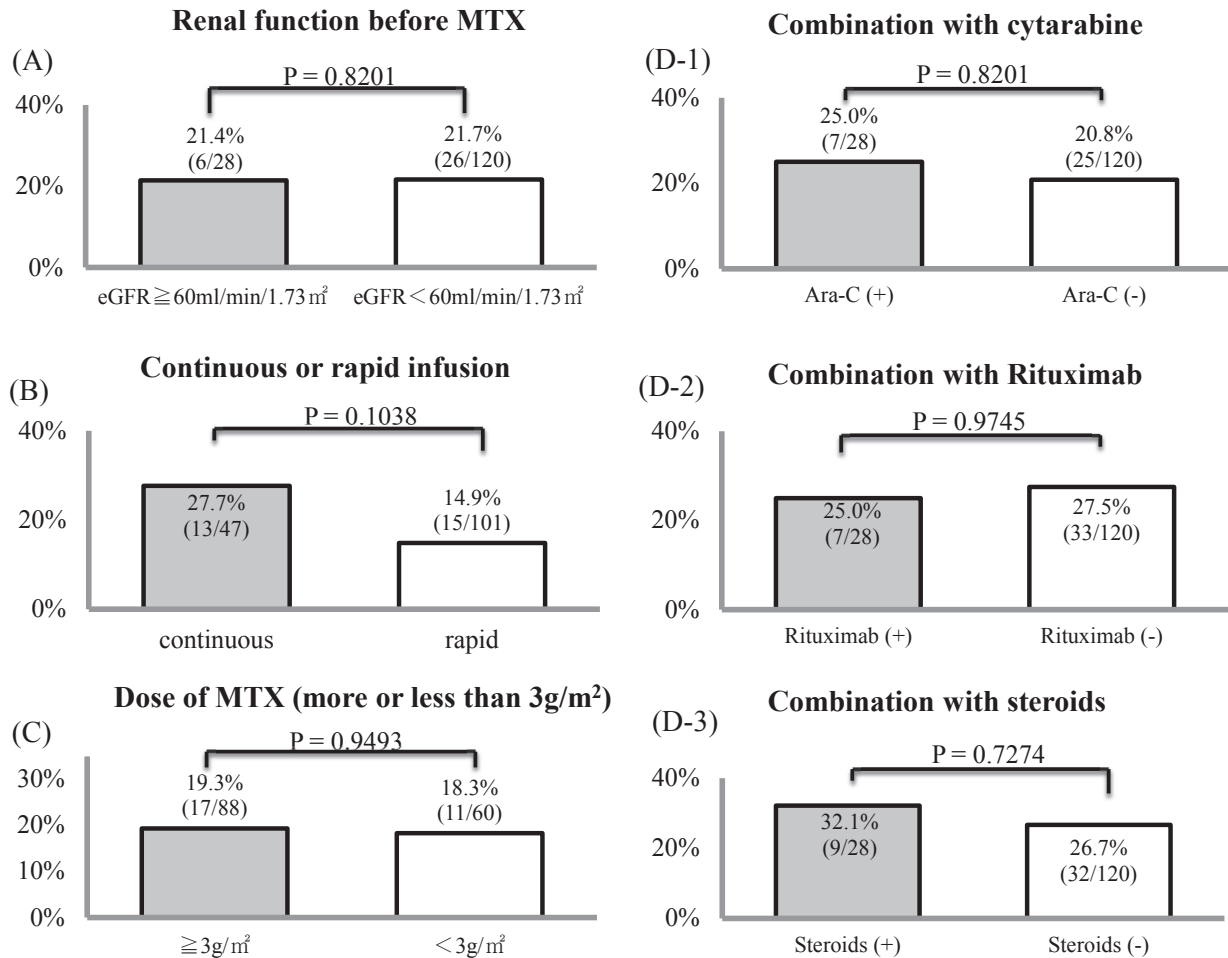 Renal function before MTX
(A)
P = 0.8201
40%
21.4%
(6/28)
21.7%
(26/120)
20%
0%
eGFR≧60ml/min/1.73㎡ eGFR＜60ml/min/1.73㎡
Continuous or rapid infusion
(B)
P = 0.1038
40%
27.7%
(13/47)
14.9%
(15/101)
20%
0%
continuous rapid
Dose of MTX (more or less than 3g/m²)
(C)
P = 0.9493
30%
19.3%
(17/88)
18.3%
(11/60)
20%
10%
0%
≧3g/㎡ ＜3g/㎡
Combination with cytarabine
(D-1)
P = 0.8201
40%
25.0%
(7/28)
20.8%
(25/120)
20%
0%
Ara-C (+) Ara-C (-)
Combination with Rituximab
(D-2)
P = 0.9745
40%
25.0%
(7/28)
27.5%
(33/120)
20%
0%
Rituximab (+) Rituximab (-)
Combination with steroids
(D-3)
P = 0.7274
40%
32.1%
(9/28)
26.7%
(32/120)
20%
0%
Steroids (+) Steroids (-)